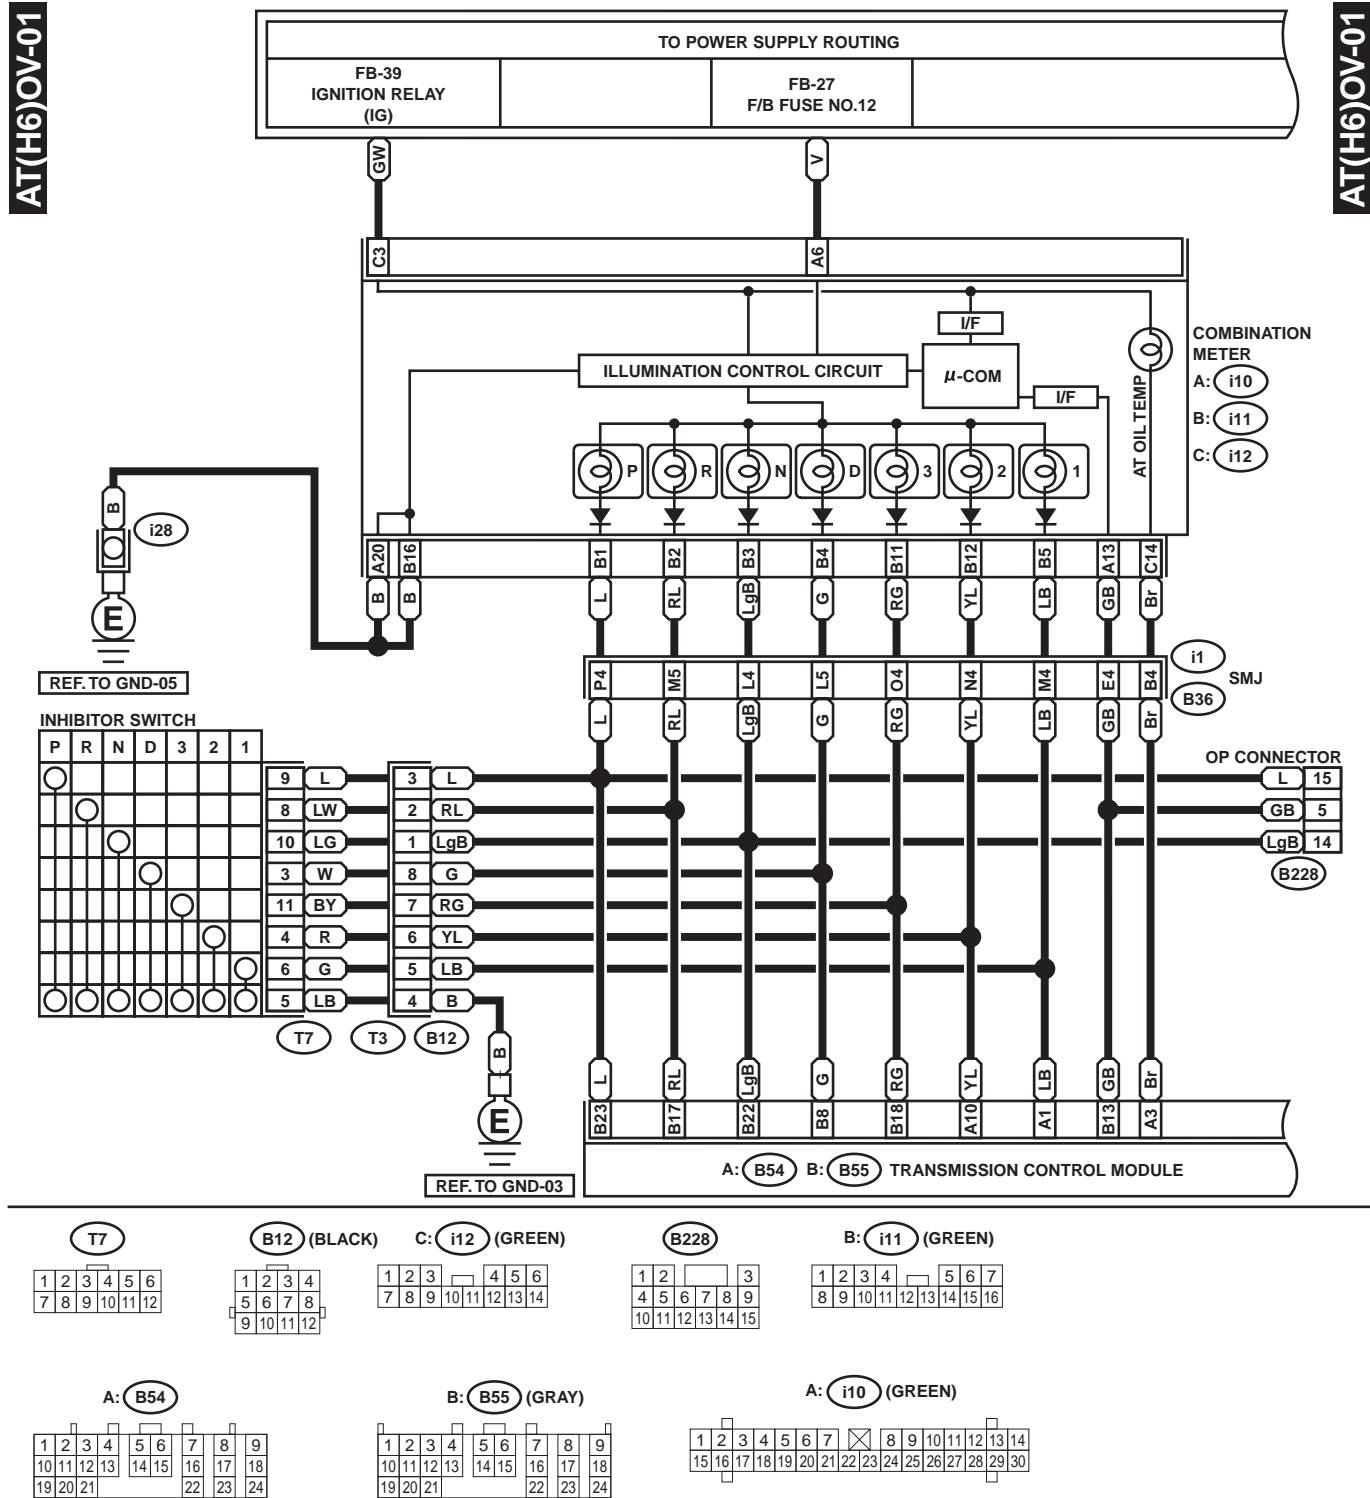 AT(H6)OV-01
AT(H6)OV-01
TO POWER SUPPLY ROUTING
FB-39
IGNITION RELAY
(IG)
FB-27
F/B FUSE NO.12
GW
V
C3
A6
I/F
ILLUMINATION CONTROL CIRCUIT
µ-COM
I/F
AT OIL TEMP
COMBINATION
METER
A: i10
B: i11
C: i12
P R N D 3 2 1
B
i28
E
REF. TO GND-05
A20 B16 B1 B2 B3 B4 B11 B12 B5 A13 C14
B B L RL LgB G RG YL LB GB Br
P4 M5 L4 L5 O4 N4 M4 E4 B4
i1
SMJ
B36
L RL LgB G RG YL LB GB Br
INHIBITOR SWITCH
P R N D 3 2 1
OP CONNECTOR
9 L 3 L L 15
8 LW 2 RL GB 5
10 LG 1 LgB LgB 14
3 W 8 G B228
11 BY 7 RG
4 R 6 YL
6 G 5 LB
5 LB 4 B
T7 T3 B12
B
E
REF. TO GND-03
L RL LgB G RG YL LB GB Br
B23 B17 B22 B8 B18 A10 A1 B13 A3
A: B54 B: B55 TRANSMISSION CONTROL MODULE
T7
1 2 3 4 5 6
7 8 9 10 11 12
B12 (BLACK)
1 2 3 4
5 6 7 8
9 10 11 12
C: i12 (GREEN)
1 2 3 4 5 6
7 8 9 10 11 12 13 14
B228
1 2 3
4 5 6 7 8 9
10 11 12 13 14 15
B: i11 (GREEN)
1 2 3 4 5 6 7
8 9 10 11 12 13 14 15 16
A: B54
1 2 3 4 5 6 7 8 9
10 11 12 13 14 15 16 17 18
19 20 21 22 23 24
B: B55 (GRAY)
1 2 3 4 5 6 7 8 9
10 11 12 13 14 15 16 17 18
19 20 21 22 23 24
A: i10 (GREEN)
1 2 3 4 5 6 7 8 9 10 11 12 13 14
15 16 17 18 19 20 21 22 23 24 25 26 27 28 29 30